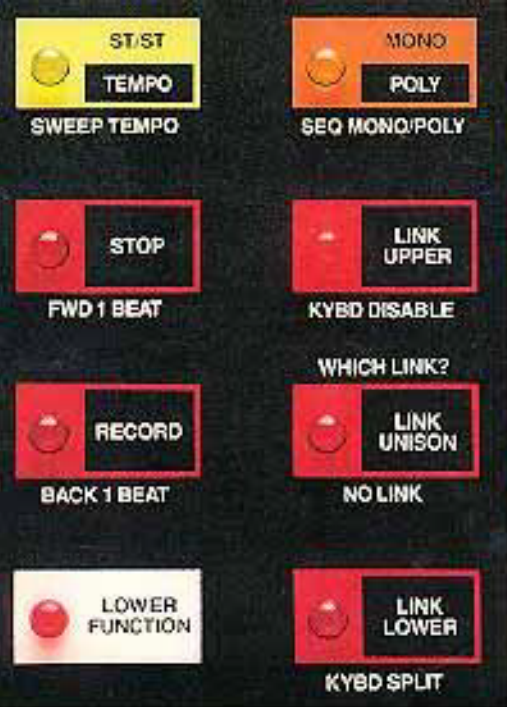 ST/ST
TEMPO
SWEEP TEMPO
MONO
POLY
SEQ MONO/POLY
STOP
FWD 1 BEAT
LINK
UPPER
KYBD DISABLE
RECORD
BACK 1 BEAT
WHICH LINK?
LINK
UNISON
NO LINK
LOWER
FUNCTION
LINK
LOWER
KYBD SPLIT